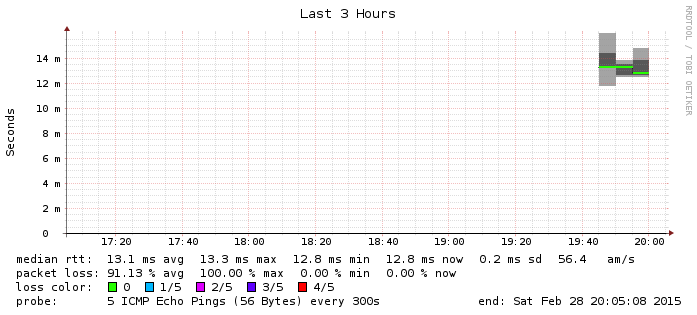 Last 3 Hours
RRDTOOL / TOBI OETIKER
Seconds
14 m
12 m
10 m
8 m
6 m
4 m
2 m
0
17:20 17:40 18:00 18:20 18:40 19:00 19:20 19:40 20:00
median rtt: 13.1 ms avg 13.3 ms max 12.8 ms min 12.8 ms now 0.2 ms sd 56.4 am/s
packet loss: 91.13 % avg 100.00 % max 0.00 % min 0.00 % now
loss color: 0 1/5 2/5 3/5 4/5
probe: 5 ICMP Echo Pings (56 Bytes) every 300s end: Sat Feb 28 20:05:08 2015